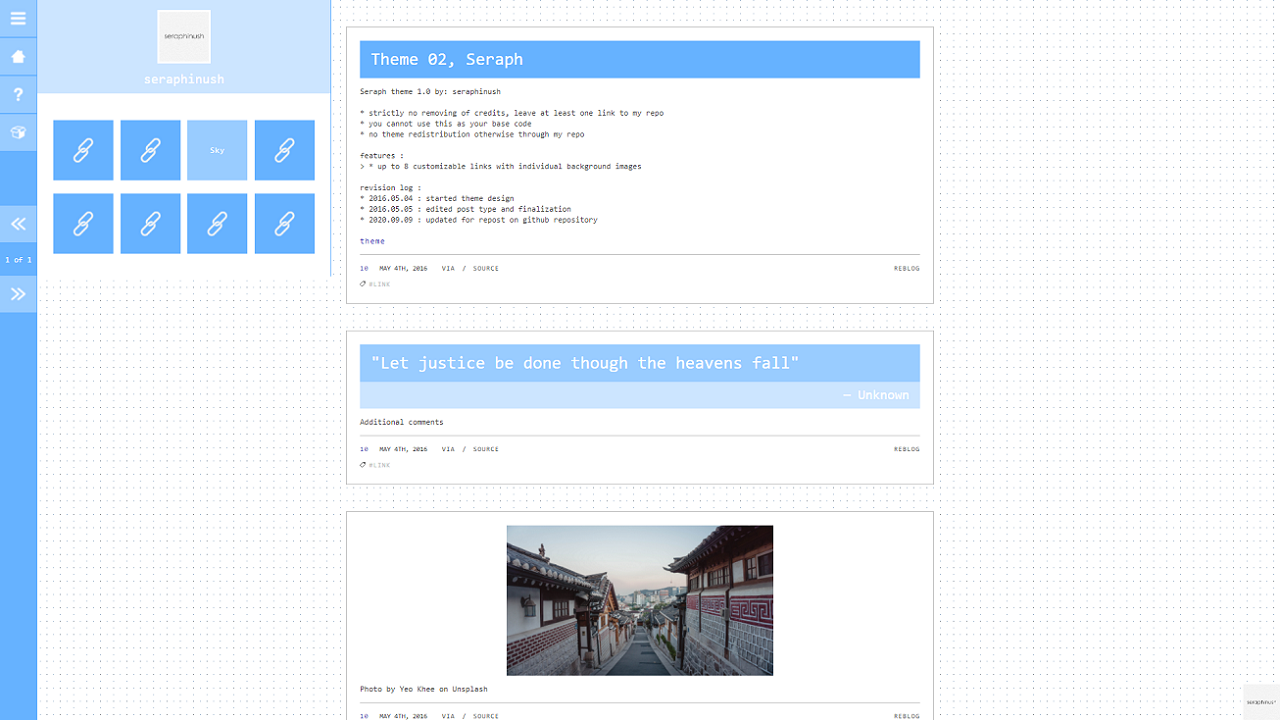 seraphinush
seraphinush
?
Sky
1 of 1
Theme 02, Seraph
Seraph theme 1.0 by: seraphinush
* strictly no removing of credits, leave at least one link to my repo
* you cannot use this as your base code
* no theme redistribution otherwise through my repo
features :
> * up to 8 customizable links with individual background images
revision log :
* 2016.05.04 : started theme design
* 2016.05.05 : edited post type and finalization
* 2020.09.09 : updated for repost on github repository
theme
10 MAY 4TH, 2016 VIA / SOURCE REBLOG
#LINK
"Let justice be done though the heavens fall"
— Unknown
Additional comments
10 MAY 4TH, 2016 VIA / SOURCE REBLOG
#LINK
Photo by Yeo Khee on Unsplash
10 MAY 4TH, 2016 VIA / SOURCE REBLOG
seraphinush